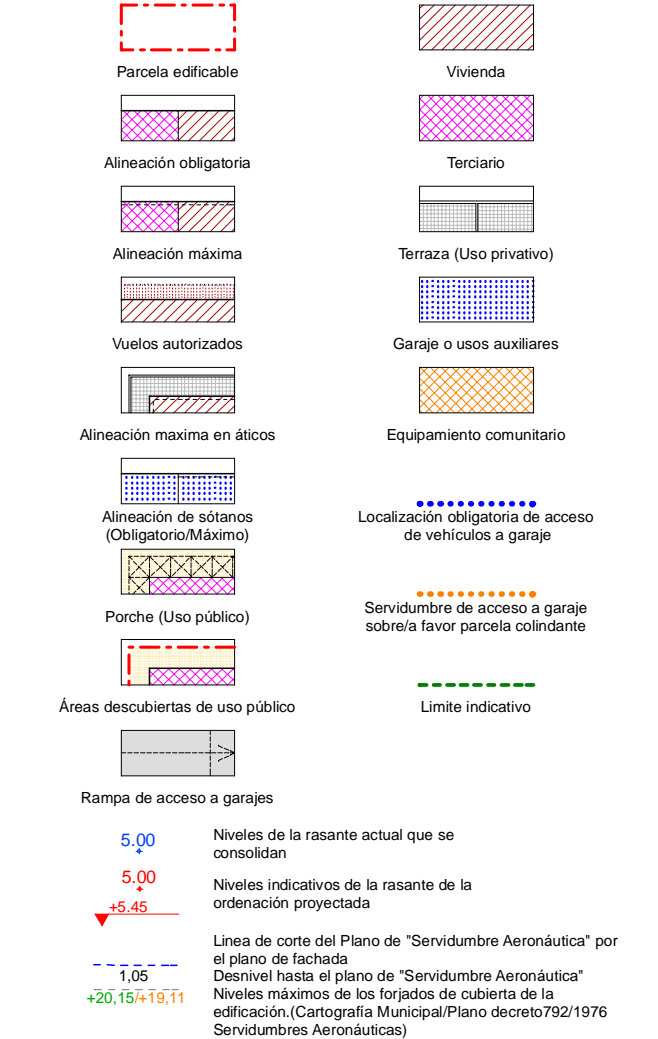 Parcela edificable
Vivienda
Alineación obligatoria
Terciario
Alineación máxima
Terraza (Uso privativo)
Vuelos autorizados
Garaje o usos auxiliares
Alineación maxima en áticos
Equipamiento comunitario
Alineación de sótanos
(Obligatorio/Máximo)
Localización obligatoria de acceso
de vehículos a garaje
Porche (Uso público)
Servidumbre de acceso a garaje
sobre/a favor parcela colindante
Áreas descubiertas de uso público
Limite indicativo
Rampa de acceso a garajes
5.00
Niveles de la rasante actual que se
consolidan
5.00
+5.45
Niveles indicativos de la rasante de la
ordenación proyectada
Linea de corte del Plano de "Servidumbre Aeronáutica" por
el plano de fachada
1,05
Desnivel hasta el plano de "Servidumbre Aeronáutica"
+20,15/+19,11
Niveles máximos de los forjados de cubierta de la
edificación.(Cartografía Municipal/Plano decreto792/1976
Servidumbres Aeronáuticas)